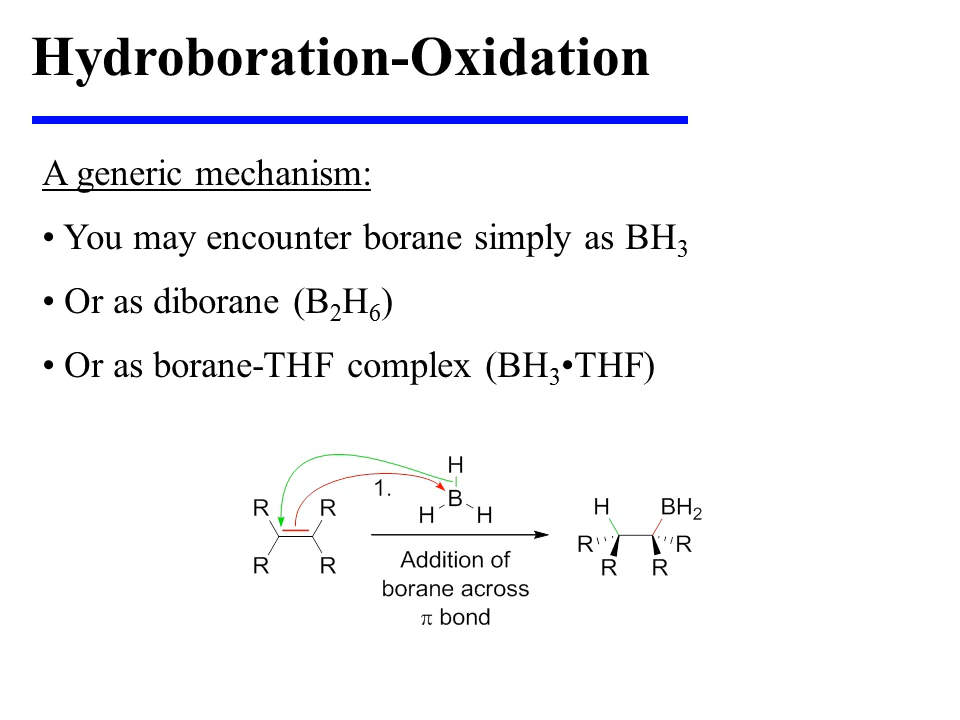 Hydroboration-Oxidation
A generic mechanism:
• You may encounter borane simply as BH₃
• Or as diborane (B₂H₆)
• Or as borane-THF complex (BH₃•THF)
H
1.
B
H H
R R
R R
Addition of
borane across
π bond
H BH₂
R R
R R